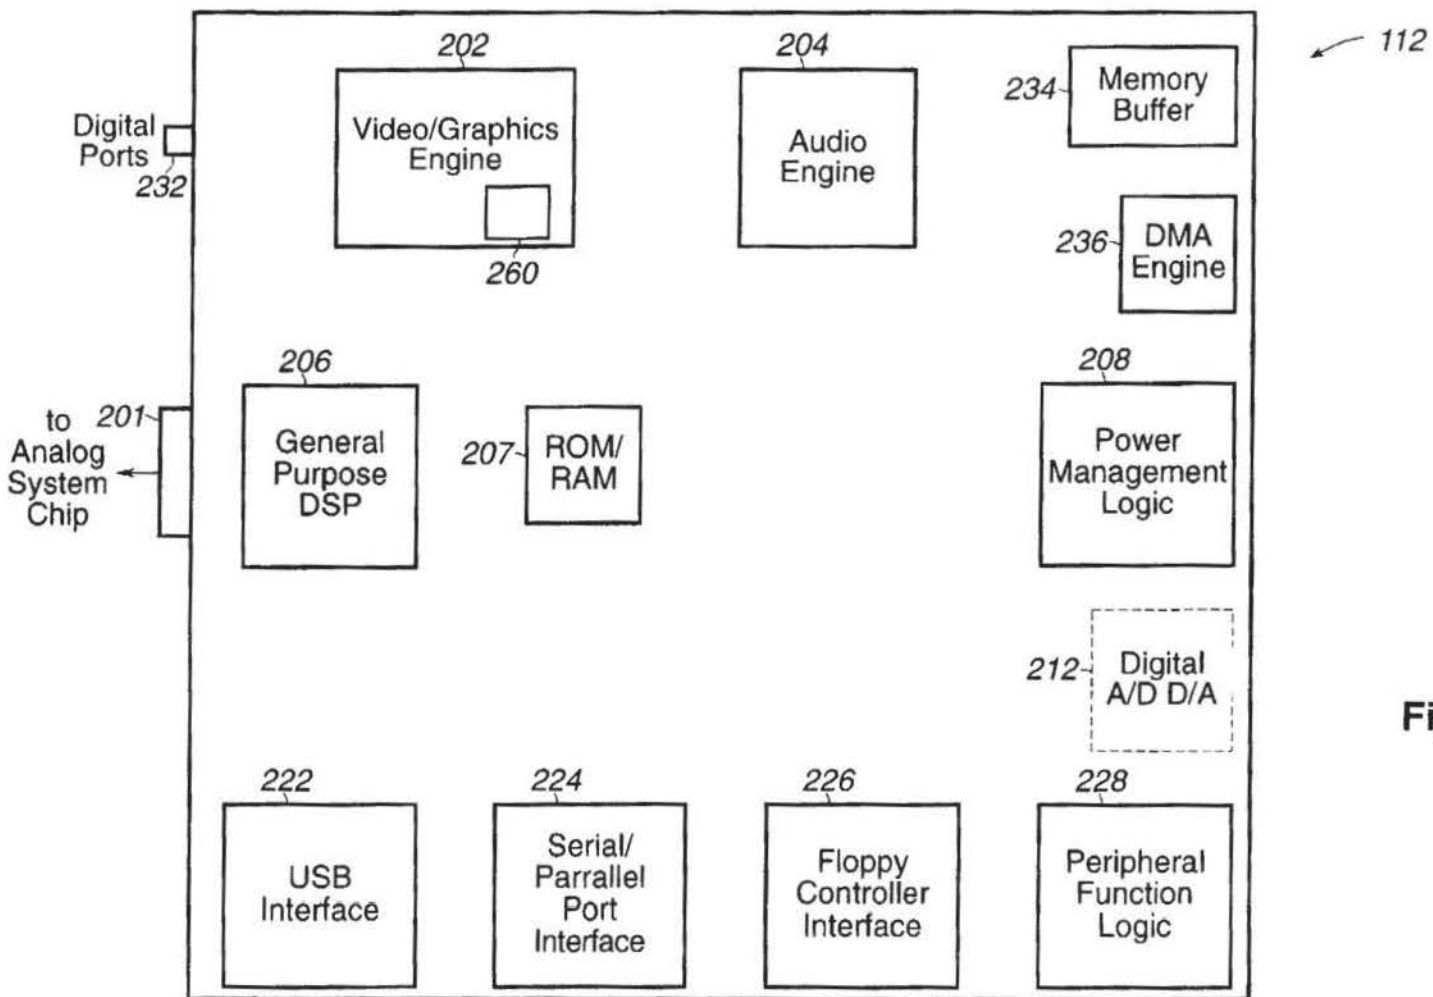 112
202
Video/Graphics
Engine
260
204
Audio
Engine
234
Memory
Buffer
Digital
Ports
232
236
DMA
Engine
to
Analog
System
Chip
201
206
General
Purpose
DSP
207
ROM/
RAM
208
Power
Management
Logic
212
Digital
A/D D/A
Fi
222
USB
Interface
224
Serial/
Parrallel
Port
Interface
226
Floppy
Controller
Interface
228
Peripheral
Function
Logic